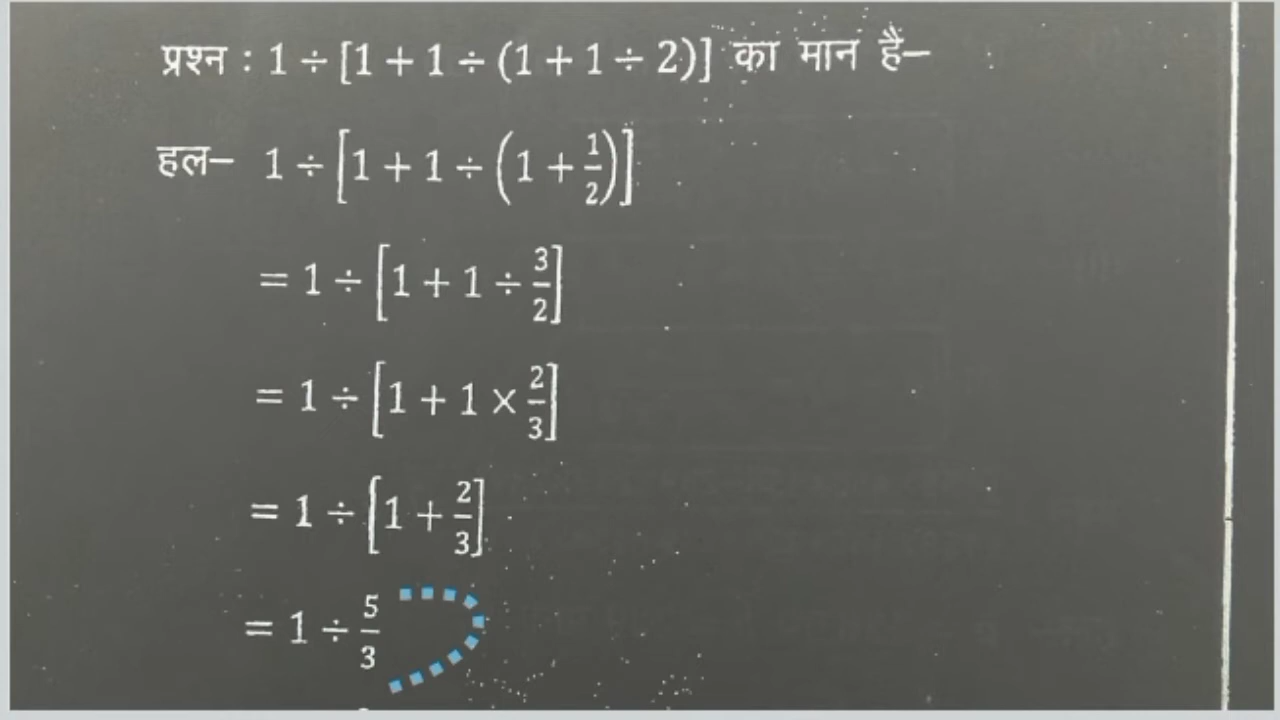 प्रश्न : 1 ÷ [1 + 1 ÷ (1 + 1 ÷ 2)] का मान है–
हल– 1 ÷ [1 + 1 ÷ (1 + 1/2)]
= 1 ÷ [1 + 1 ÷ 3/2]
= 1 ÷ [1 + 1 × 2/3]
= 1 ÷ [1 + 2/3]
= 1 ÷ 5/3